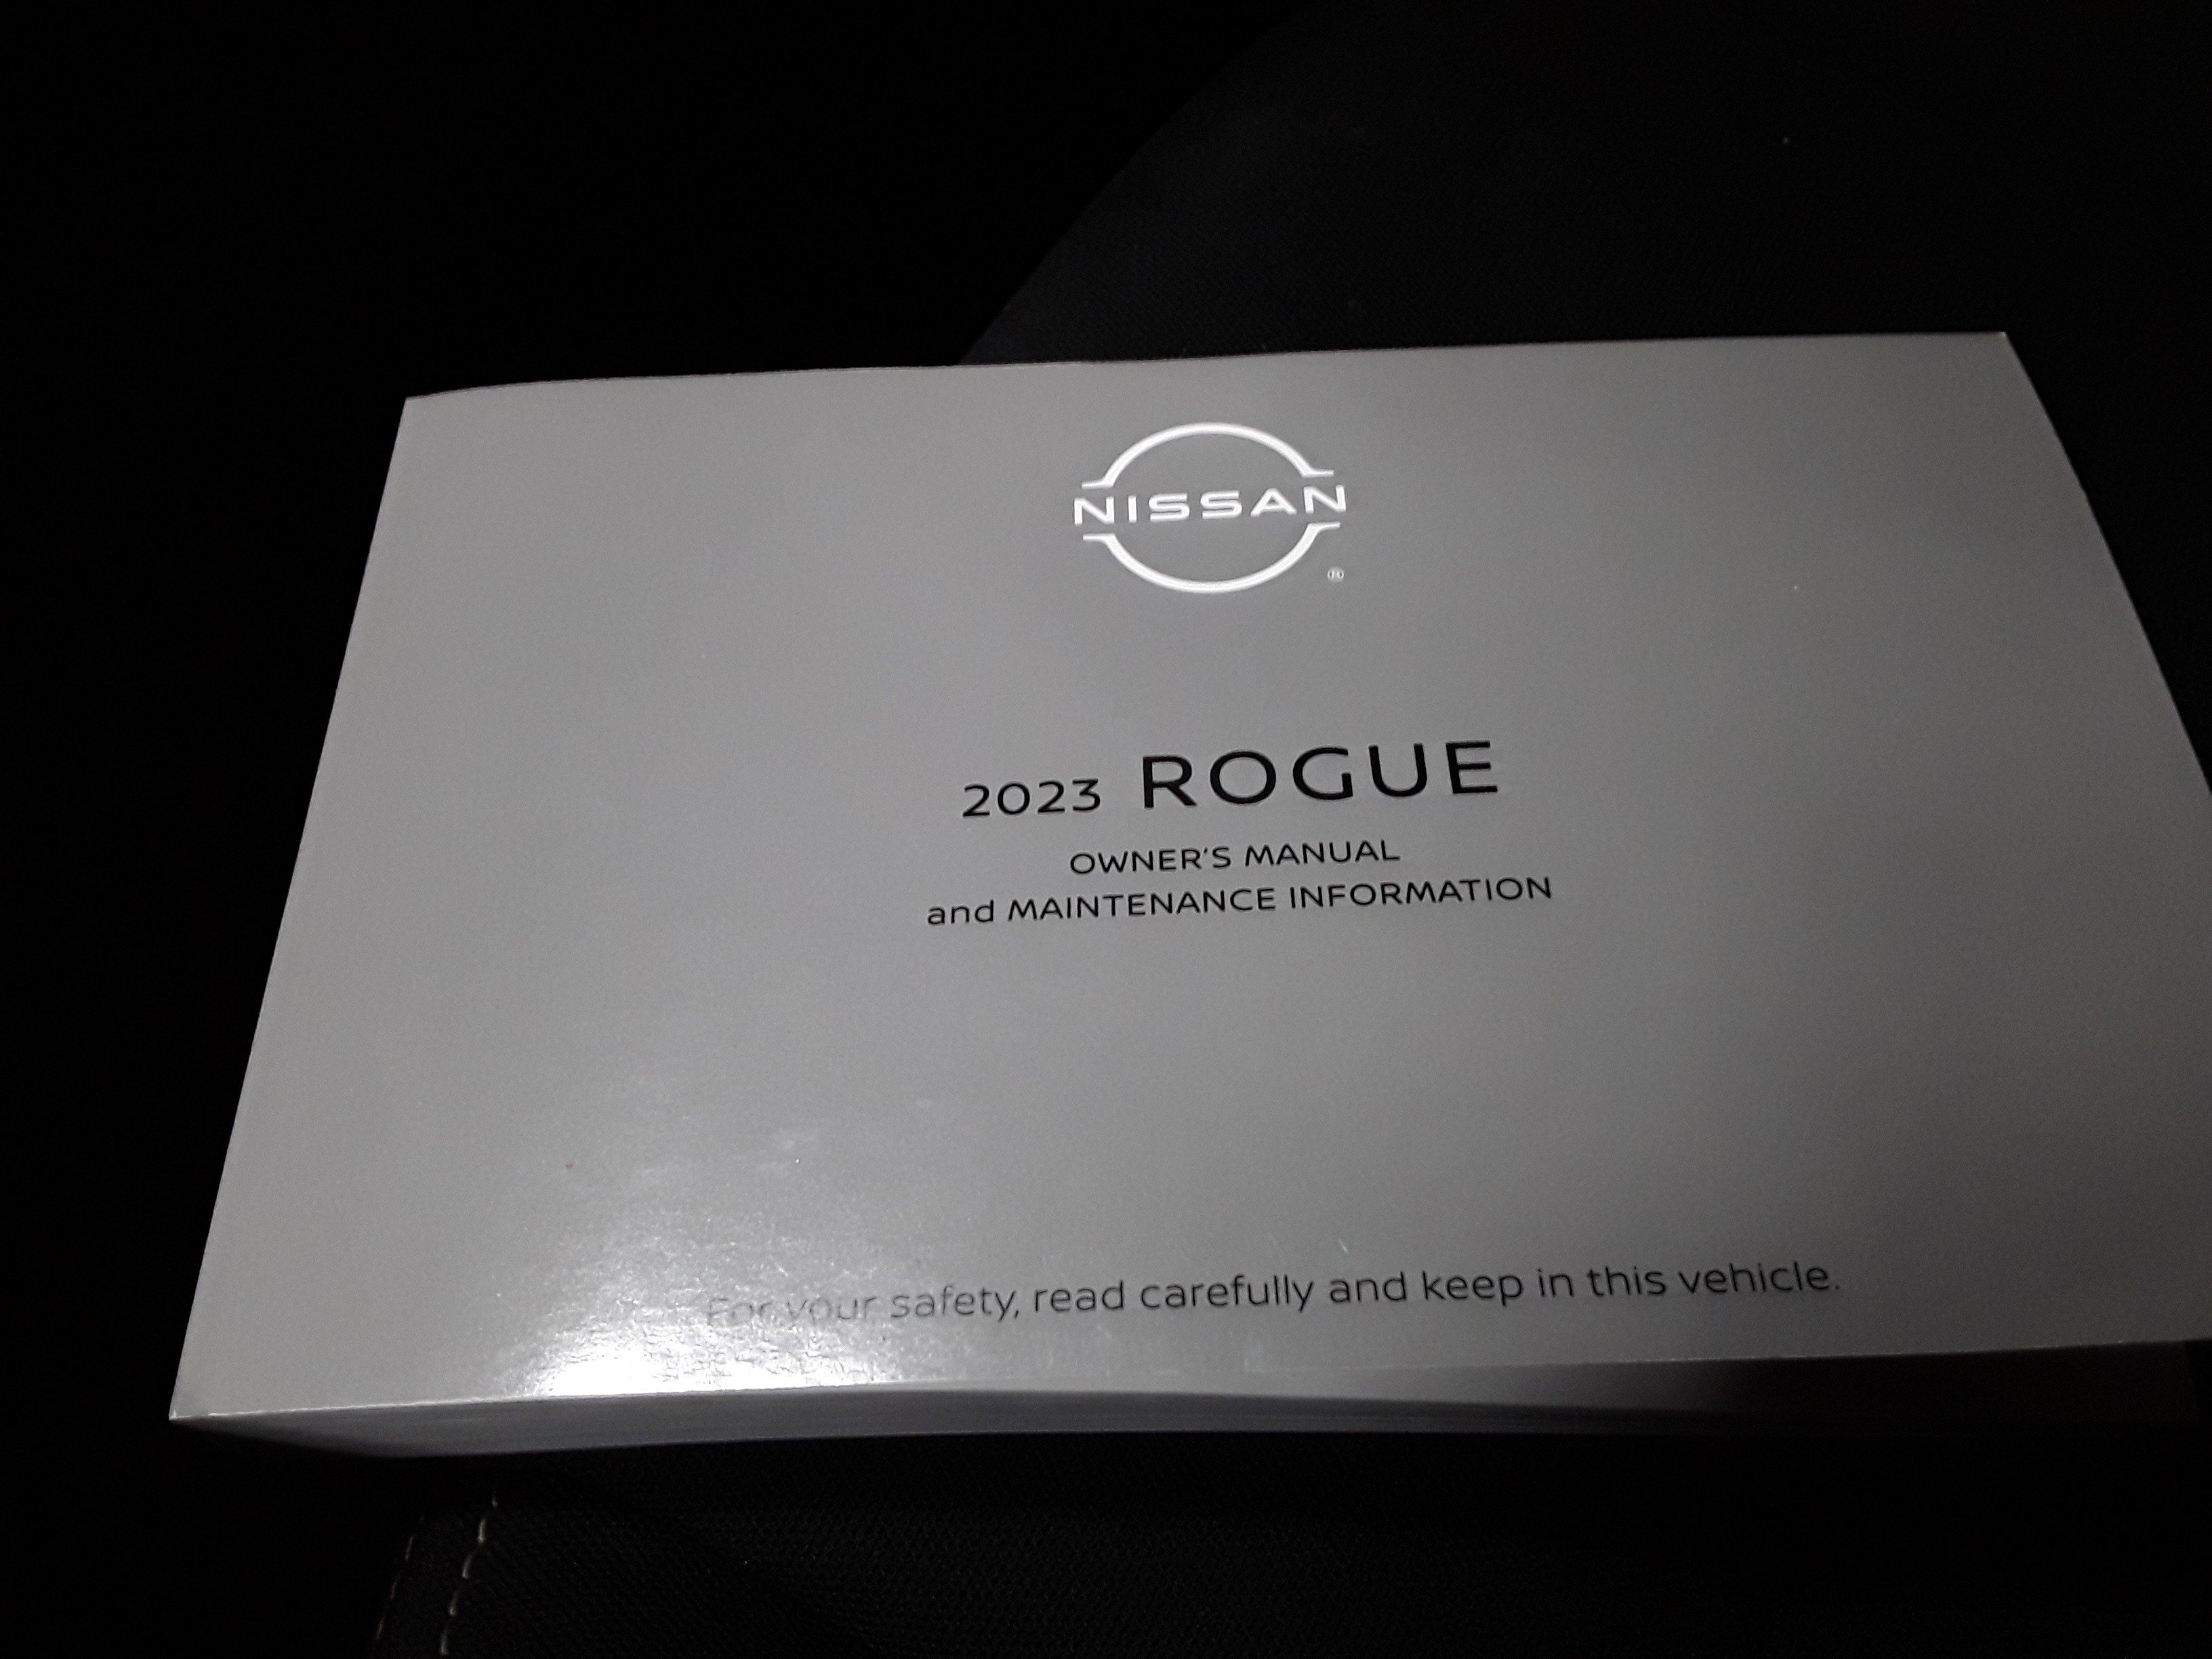 NISSAN
®
2023 ROGUE
OWNER'S MANUAL
and MAINTENANCE INFORMATION
For your safety, read carefully and keep in this vehicle.